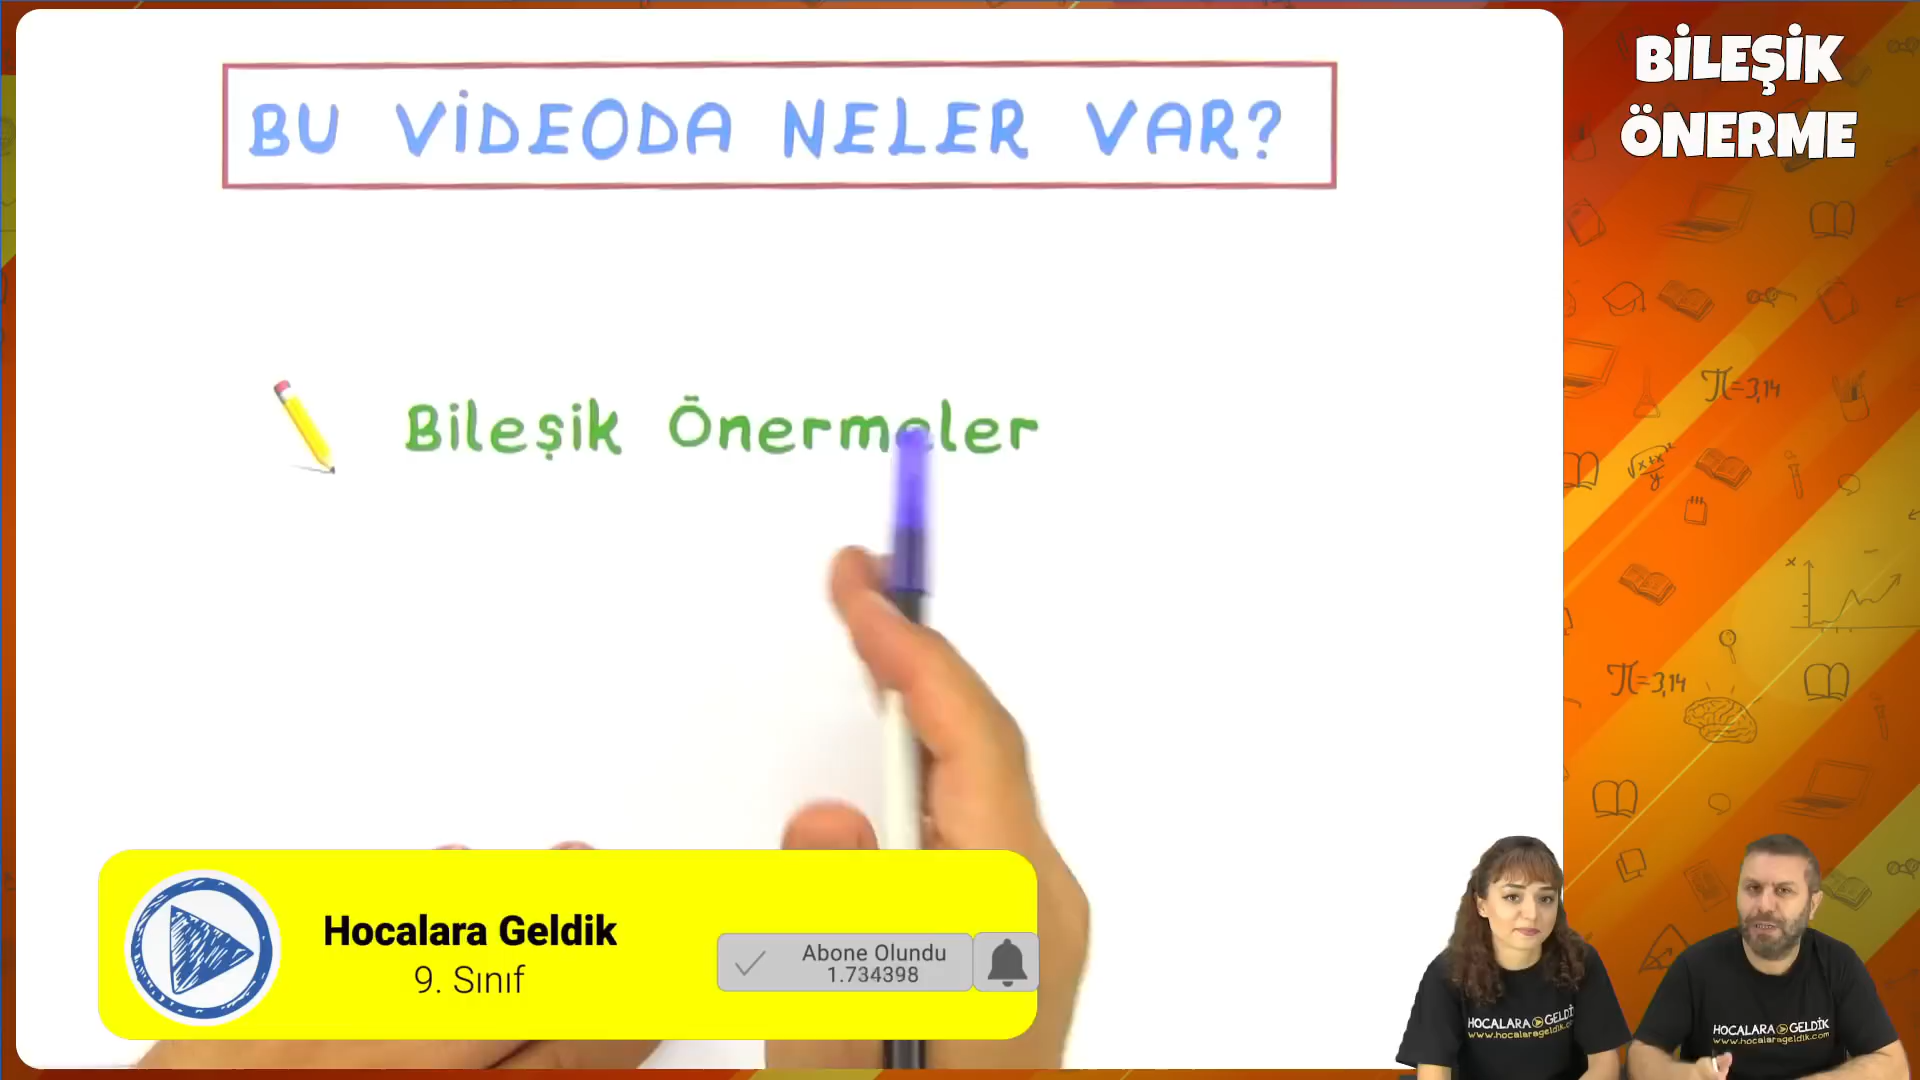 BU VİDEODA NELER VAR?
BİLEŞİK
ÖNERME
Bileşik Önermeler
π=3,14
π=3,14
Hocalara Geldik
9. Sınıf
Abone Olundu
1.734398
HOCALARA GELDİK
www.hocalarageldik.com
HOCALARA GELDİK
www.hocalarageldik.com